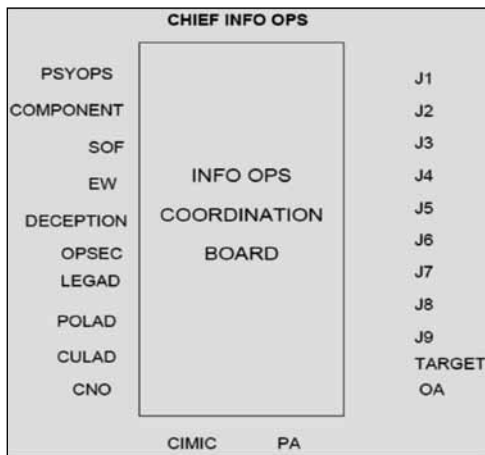 CHIEF INFO OPS
PSYOPS
COMPONENT
SOF
EW
DECEPTION
OPSEC
LEGAD
POLAD
CULAD
CNO
INFO OPS
COORDINATION
BOARD
J1
J2
J3
J4
J5
J6
J7
J8
J9
TARGET
OA
CIMIC PA